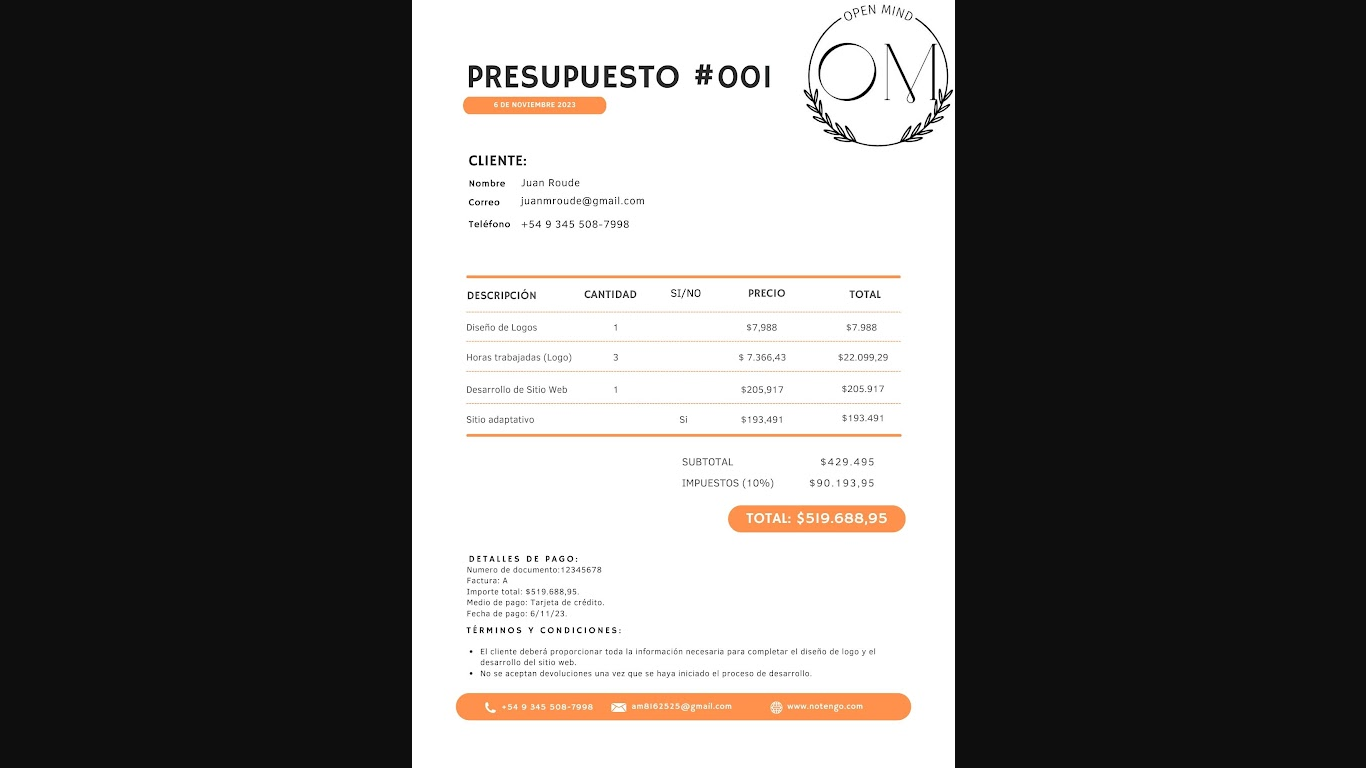 OPEN MIND
OM
PRESUPUESTO #001
6 DE NOVIEMBRE 2023
CLIENTE:
Nombre Juan Roude
Correo juanmroude@gmail.com
Teléfono +54 9 345 508-7998
DESCRIPCIÓN CANTIDAD SI/NO PRECIO TOTAL
Diseño de Logos 1 $7,988 $7.988
Horas trabajadas (Logo) 3 $ 7.366,43 $22.099,29
Desarrollo de Sitio Web 1 $205,917 $205.917
Sitio adaptativo Si $193.491 $193.491
SUBTOTAL $429.495
IMPUESTOS (10%) $90.193,95
TOTAL: $519.688,95
DETALLES DE PAGO:
Numero de documento:12345678
Factura: A
Importe total: $519.688,95.
Medio de pago: Tarjeta de crédito.
Fecha de pago: 6/11/23.
TÉRMINOS Y CONDICIONES:
• El cliente deberá proporcionar toda la información necesaria para completar el diseño de logo y el
desarrollo del sitio web.
• No se aceptan devoluciones una vez que se haya iniciado el proceso de desarrollo.
+54 9 345 508-7998 am8162525@gmail.com www.notengo.com